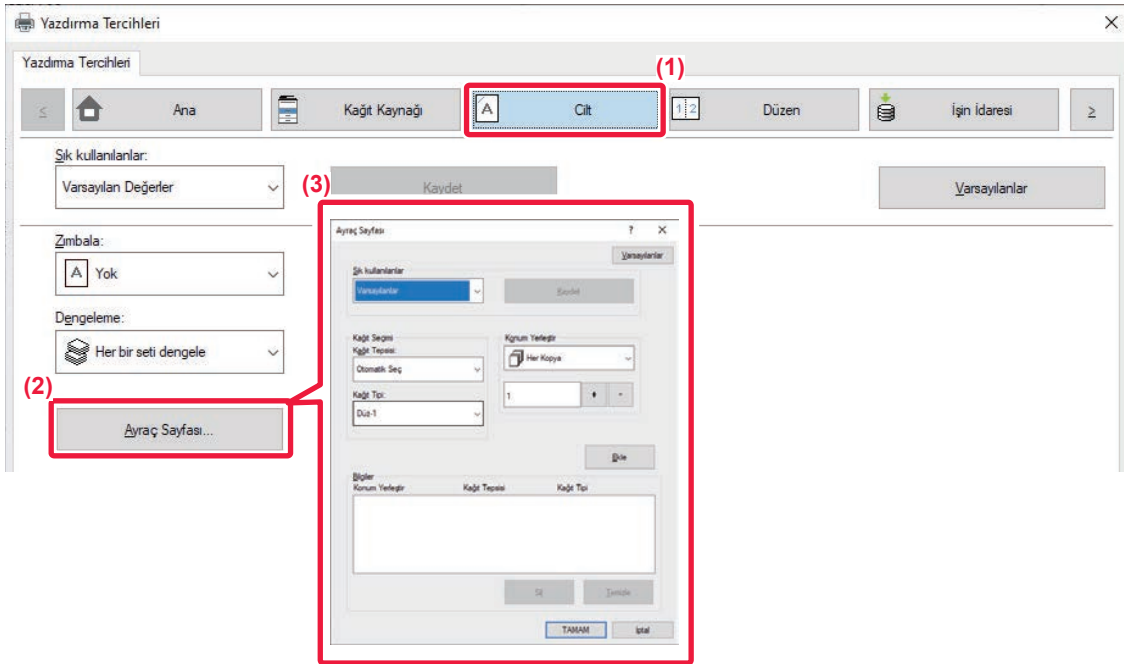 Yazdırma Tercihleri
Yazdırma Tercihleri
(1)
≤ Ana Kağıt Kaynağı A Cilt 1 2 Düzen İşin İdaresi ≥
Sık kullanılanlar:
Varsayılan Değerler Kaydet Varsayılanlar
(3)
Zımbala:
A Yok
Dengeleme:
Her bir seti dengele
(2)
Ayraç Sayfası...
Ayraç Sayfası ? ×
Varsayılanlar
Sık kullanılanlar
Varsayılanlar Kaydet
Kağıt Seçimi
Kağıt Tepsisi:
Otomatik Seç
Kağıt Tipi:
Düz-1
Konum Yerleştir
Her Kopya
1 + -
Ekle
Bilgiler
Konum Yerleştir Kağıt Tepsisi Kağıt Tipi
Sil Temizle
TAMAM İptal